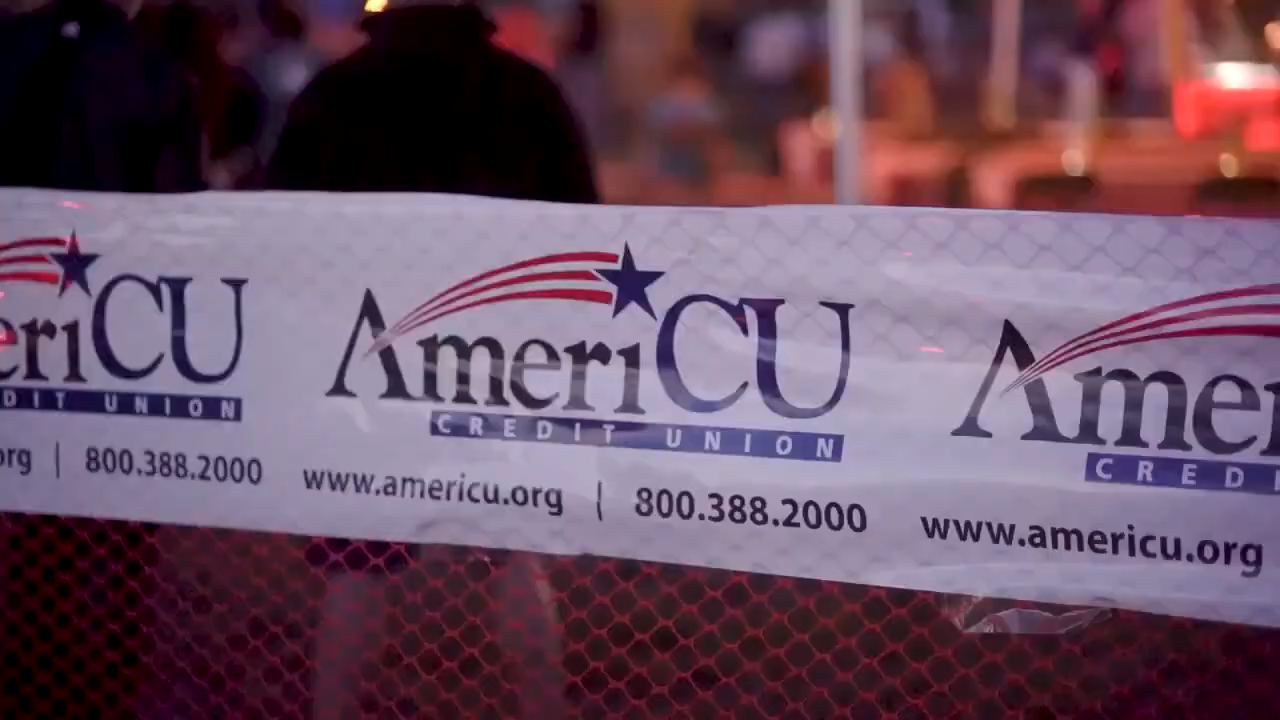 eriCU
DIT UNION
org | 800.388.2000
AmeriCU
CREDIT UNION
www.americu.org | 800.388.2000
Amer
CRED
www.americu.org